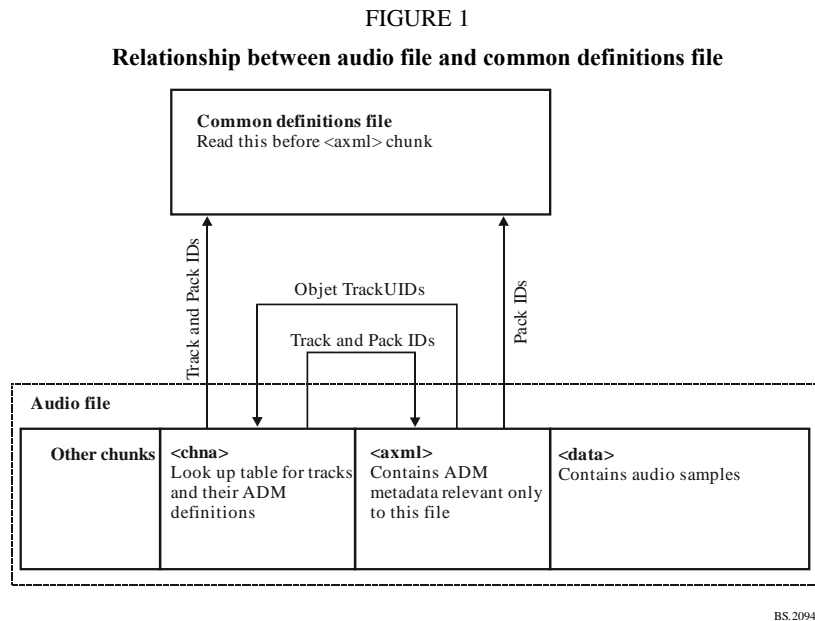 FIGURE 1
Relationship between audio file and common definitions file
Common definitions file
Read this before <axml> chunk
Track and Pack IDs
Objet TrackUIDs
Track and Pack IDs
Pack IDs
Audio file
Other chunks
<chna>
Look up table for tracks
and their ADM
definitions
<axml>
Contains ADM
metadata relevant only
to this file
<data>
Contains audio samples
BS.2094